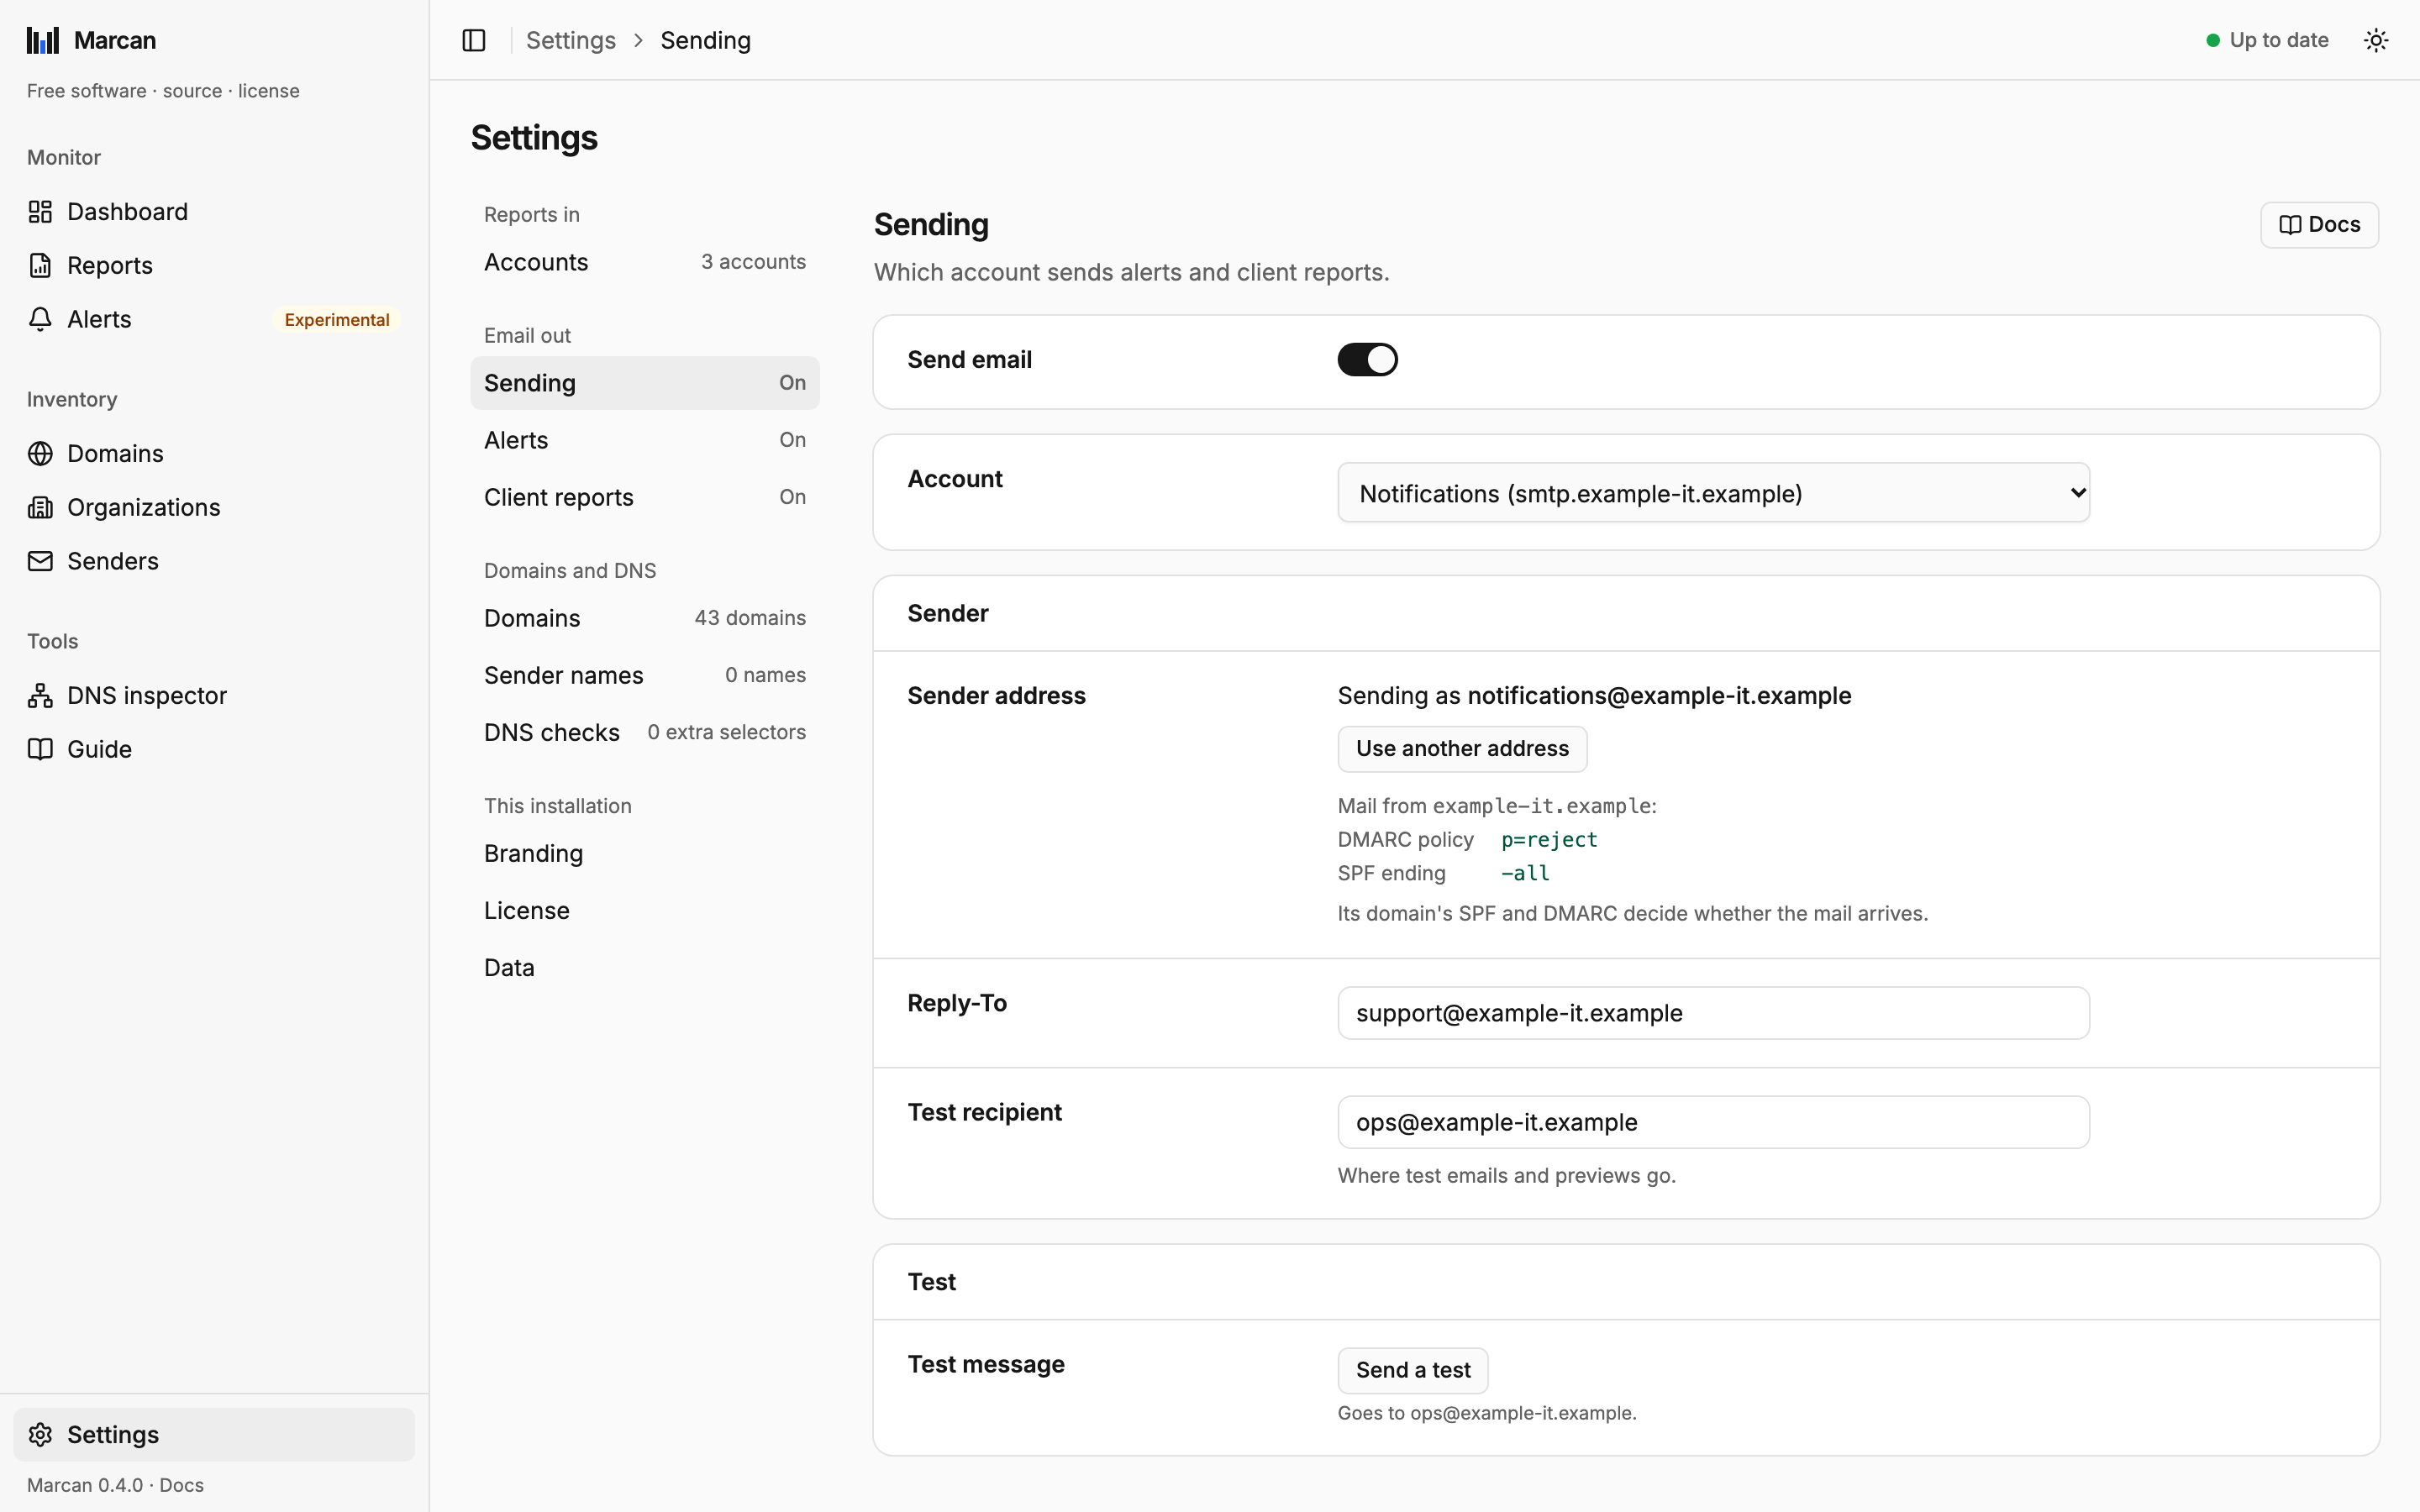 Marcan
Free software · source · license
Monitor
Dashboard
Reports
Alerts Experimental
Inventory
Domains
Organizations
Senders
Tools
DNS inspector
Guide
Settings
Marcan 0.4.0 · Docs
Settings > Sending
Up to date
Settings
Reports in
Accounts 3 accounts
Email out
Sending On
Alerts On
Client reports On
Domains and DNS
Domains 43 domains
Sender names 0 names
DNS checks 0 extra selectors
This installation
Branding
License
Data
Sending
Docs
Which account sends alerts and client reports.
Send email
Account
Notifications (smtp.example-it.example)
Sender
Sender address
Sending as notifications@example-it.example
Use another address
Mail from example-it.example:
DMARC policy p=reject
SPF ending -all
Its domain's SPF and DMARC decide whether the mail arrives.
Reply-To
support@example-it.example
Test recipient
ops@example-it.example
Where test emails and previews go.
Test
Test message
Send a test
Goes to ops@example-it.example.